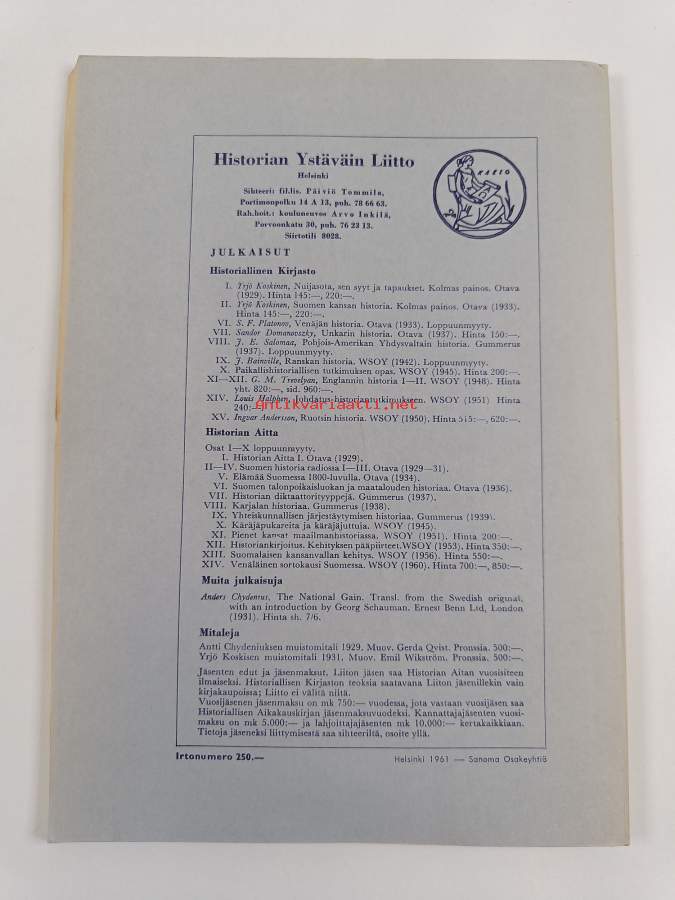 Historian Ystäväin Liitto
Helsinki
KLEIO
Sihteeri: fil.lis. Päiviö Tommila,
Portimonpolku 14 A 13, puh. 78 66 63.
Rah.hoit.: kouluneuvos Arvo Inkilä,
Porvoonkatu 30, puh. 76 23 13.
Siirtotili 8028.
JULKAISUT
Historiallinen Kirjasto
I. Yrjö Koskinen, Nuijasota, sen syyt ja tapaukset. Kolmas painos. Otava
(1929). Hinta 145:—, 220:—.
II. Yrjö Koskinen, Suomen kansan historia. Kolmas painos. Otava (1933).
Hinta 145:—, 220:—.
VI. S. F. Platonov, Venäjän historia. Otava (1933). Loppuunmyyty.
VII. Sandor Domanovszky, Unkarin historia. Otava (1937). Hinta 150:—.
VIII. J. E. Salomaa, Pohjois-Amerikan Yhdysvaltain historia. Gummerus
(1937). Loppuunmyyty.
IX. J. Bainville, Ranskan historia. WSOY (1942). Loppuunmyyty.
X. Paikallishistoriallisen tutkimuksen opas. WSOY (1945). Hinta 200:—.
XI—XII. G. M. Trevelyan, Englannin historia I—II. WSOY (1948). Hinta
yht. 820:—, sid. 960:—.
XIV. Louis Halphen, Johdatus historiantutkimukseen. WSOY (1951) Hinta
240:—
antikvariaatti.net
XV. Ingvar Andersson, Ruotsin historia. WSOY (1950). Hinta 515:—, 620:—.
Historian Aitta
Osat I—X loppuunmyyty.
I. Historian Aitta I. Otava (1929).
II—IV. Suomen historia radiossa I—III. Otava (1929—31).
V. Elämää Suomessa 1800-luvulla. Otava (1934).
VI. Suomen talonpoikaisluokan ja maatalouden historiaa. Otava (1936).
VII. Historian diktaattorityyppejä. Gummerus (1937).
VIII. Karjalan historiaa. Gummerus (1938).
IX. Yhteiskunnallisen järjestäytymisen historiaa. Gummerus (1939).
X. Käräjäpukareita ja käräjäjuttuja. WSOY (1945).
XI. Pienet kansat maailmanhistoriassa. WSOY (1951). Hinta 200:—.
XII. Historiankirjoitus. Kehityksen pääpiirteet.WSOY (1953). Hinta 350:—.
XIII. Suomalaisen kansanvallan kehitys. WSOY (1956). Hinta 550:—.
XIV. Venäläinen sortokausi Suomessa. WSOY (1960). Hinta 700:—, 850:—.
Muita julkaisuja
Anders Chydenius, The National Gain. Transl. from the Swedish original,
with an introduction by Georg Schauman. Ernest Benn Ltd, London
(1931). Hinta sh. 7/6.
Mitaleja
Antti Chydeniuksen muistomitali 1929. Muov. Gerda Qvist. Pronssia. 500:—.
Yrjö Koskisen muistomitali 1931. Muov. Emil Wikström. Pronssia. 500:—.
Jäsenten edut ja jäsenmaksut. Liiton jäsen saa Historian Aitan vuosisiteen
ilmaiseksi. Historiallisen Kirjaston teoksia saatavana Liiton jäsenillekin vain
kirjakaupoissa; Liitto ei välitä niitä.
Vuosijäsenen jäsenmaksu on mk 750:— vuodessa, jota vastaan vuosijäsen saa
Historiallisen Aikakauskirjan jäsenmaksuvuodeksi. Kannattajajäsenten vuosi-
maksu on mk 5.000:— ja lahjoittajajäsenten mk 10.000:— kertakaikkiaan.
Tietoja jäseneksi liittymisestä saa sihteeriltä, osoite yllä.
Irtonumero 250.—
Helsinki 1961 — Sanoma Osakeyhtiö